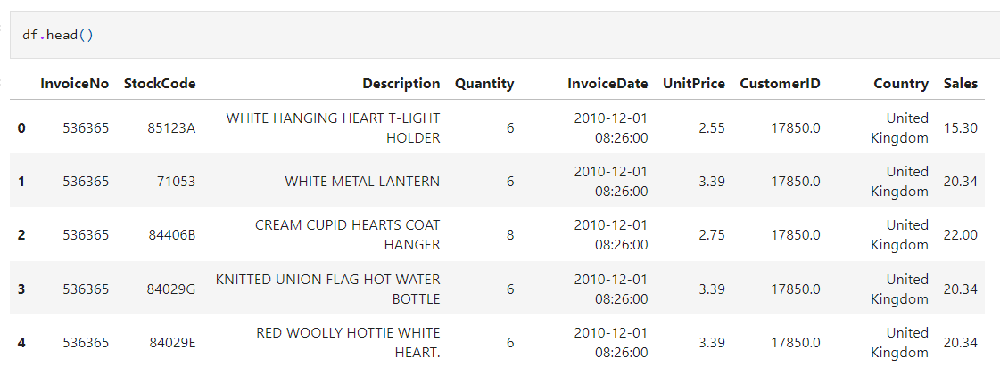 df.head()
InvoiceNo StockCode Description Quantity InvoiceDate UnitPrice CustomerID Country Sales
0 536365 85123A WHITE HANGING HEART T-LIGHT HOLDER 6 2010-12-01 08:26:00 2.55 17850.0 United Kingdom 15.30
1 536365 71053 WHITE METAL LANTERN 6 2010-12-01 08:26:00 3.39 17850.0 United Kingdom 20.34
2 536365 84406B CREAM CUPID HEARTS COAT HANGER 8 2010-12-01 08:26:00 2.75 17850.0 United Kingdom 22.00
3 536365 84029G KNITTED UNION FLAG HOT WATER BOTTLE 6 2010-12-01 08:26:00 3.39 17850.0 United Kingdom 20.34
4 536365 84029E RED WOOLLY HOTTIE WHITE HEART. 6 2010-12-01 08:26:00 3.39 17850.0 United Kingdom 20.34